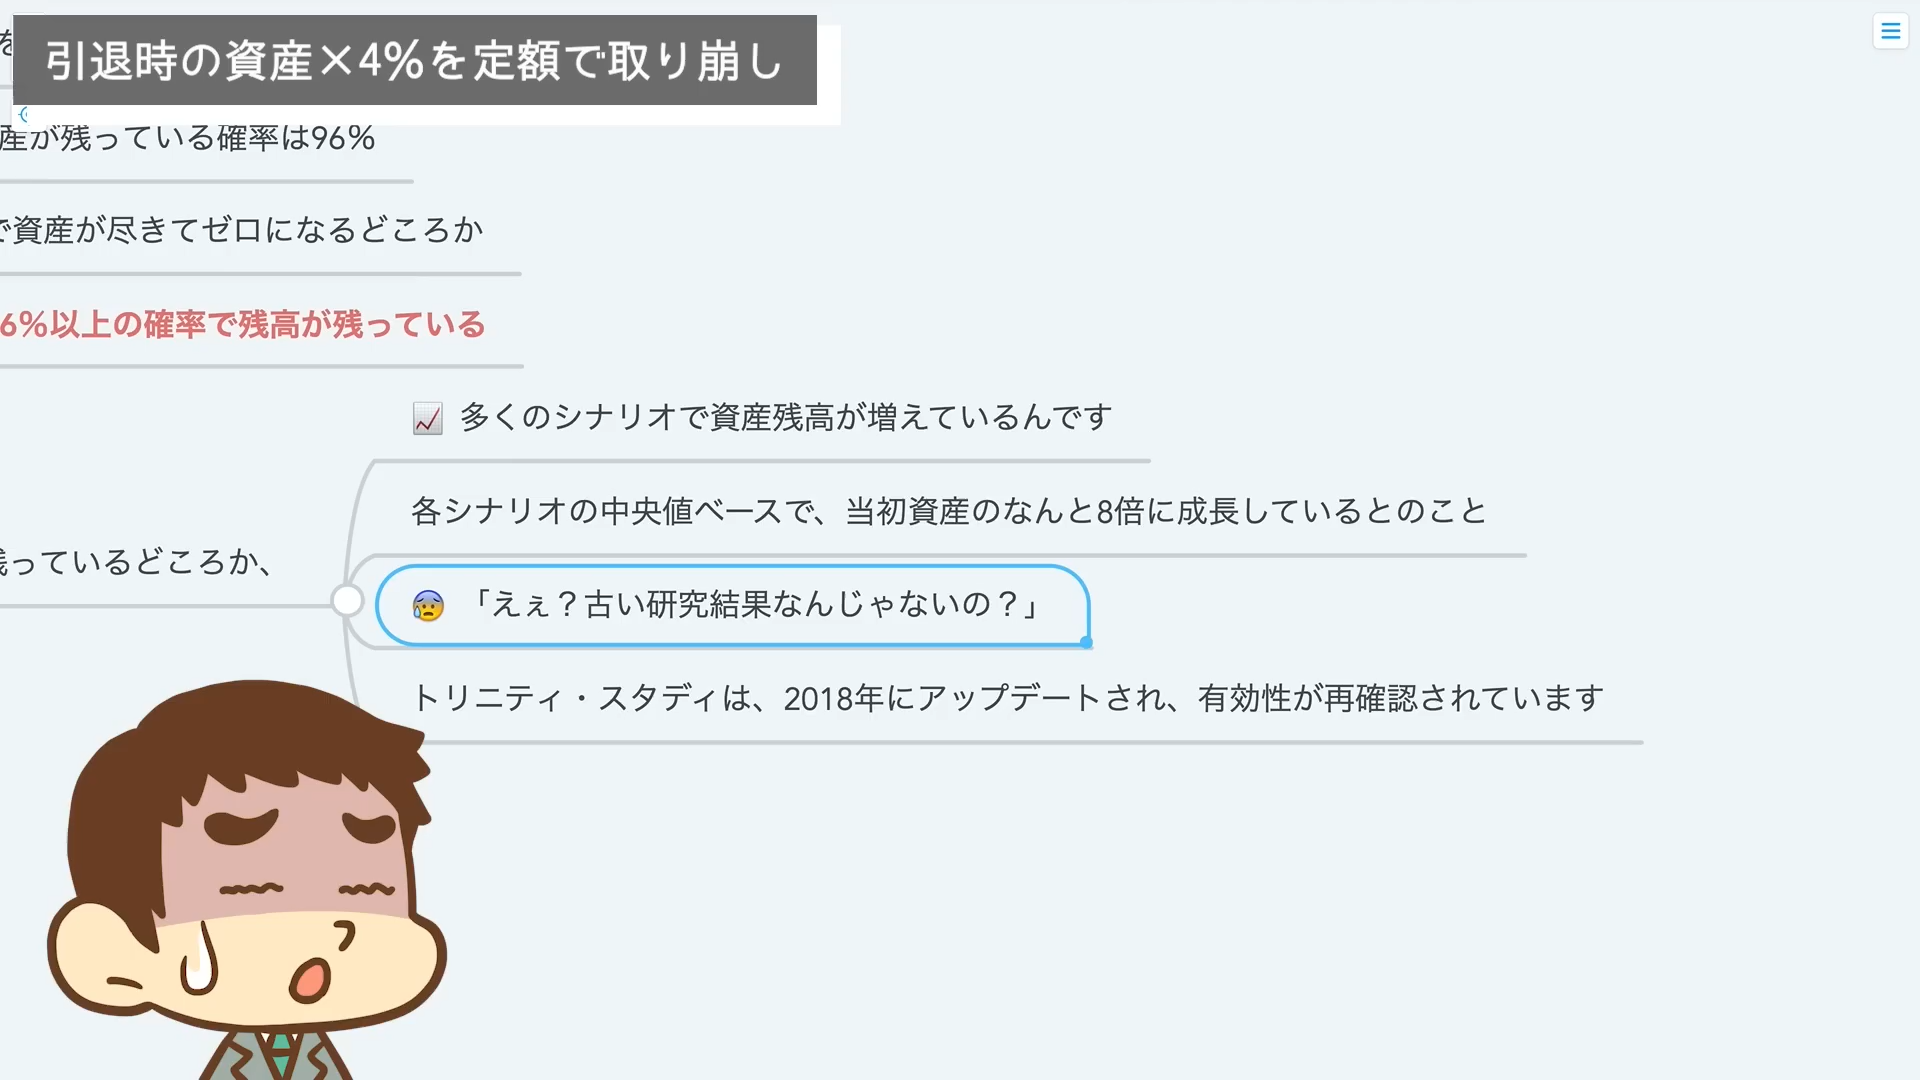 引退時の資産×4%を定額で取り崩し
を
産が残っている確率は96%
で資産が尽きてゼロになるどころか
6%以上の確率で残高が残っている
📈 多くのシナリオで資産残高が増えているんです
各シナリオの中央値ベースで、当初資産のなんと8倍に成長しているとのこと
残っているどころか、
😰 「えぇ？古い研究結果なんじゃないの？」
トリニティ・スタディは、2018年にアップデートされ、有効性が再確認されています